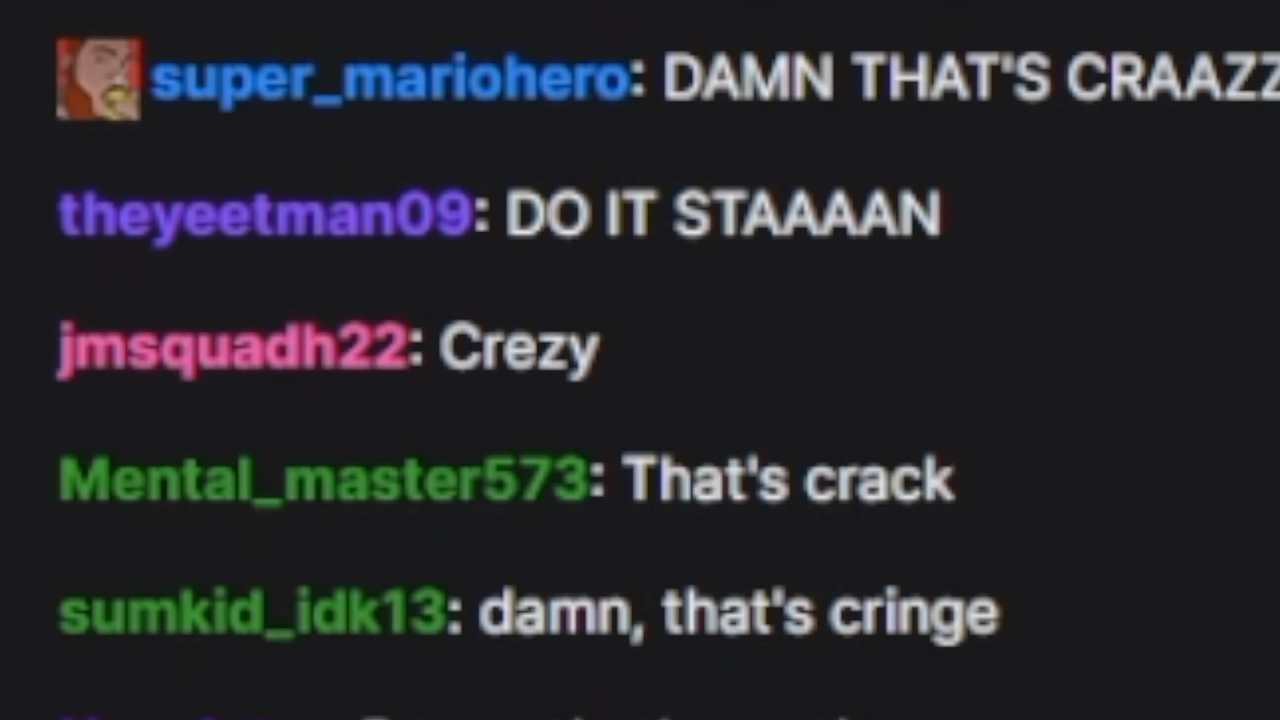 super_mariohero: DAMN THAT'S CRAAZZ
theyeetman09: DO IT STAAAAN
jmsquadh22: Crezy
Mental_master573: That's crack
sumkid_idk13: damn, that's cringe